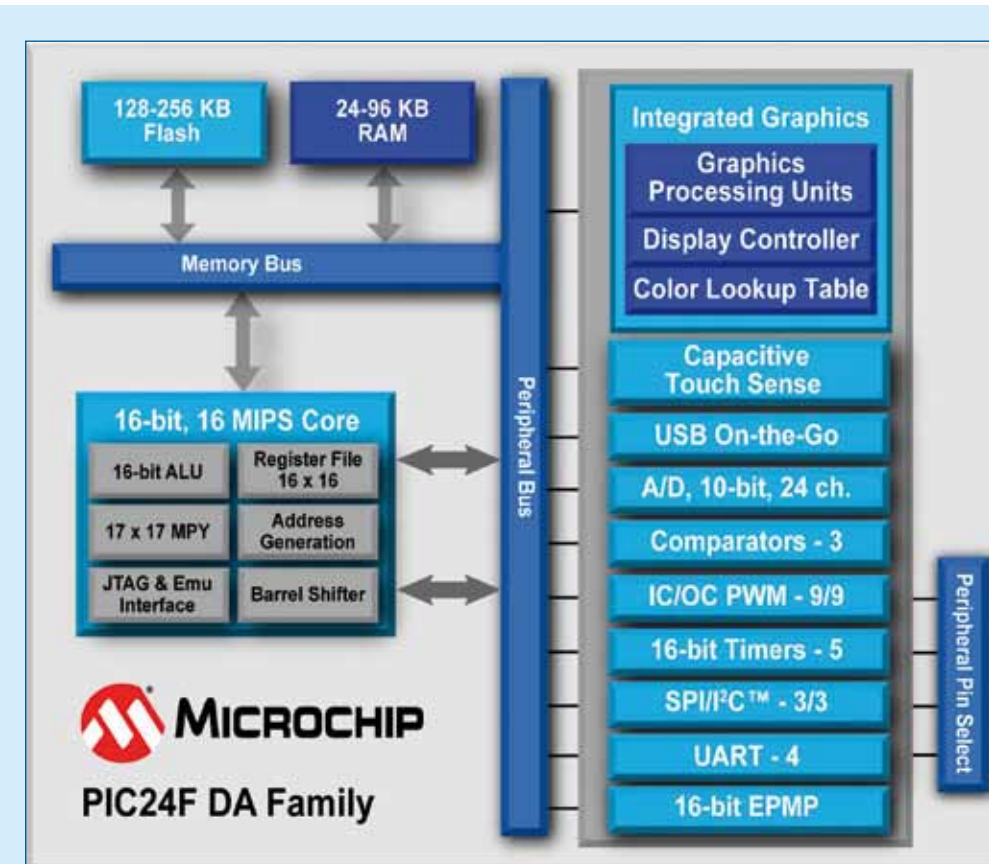 128-256 KB
Flash
24-96 KB
RAM
Memory Bus
16-bit, 16 MIPS Core
16-bit ALU
Register File
16 x 16
17 x 17 MPY
Address
Generation
JTAG & Emu
Interface
Barrel Shifter
MICROCHIP
PIC24F DA Family
Peripheral Bus
Integrated Graphics
Graphics
Processing Units
Display Controller
Color Lookup Table
Capacitive
Touch Sense
USB On-the-Go
A/D, 10-bit, 24 ch.
Comparators - 3
IC/OC PWM - 9/9
16-bit Timers - 5
SPI/I²C™ - 3/3
UART - 4
16-bit EPMP
Peripheral Pin Select